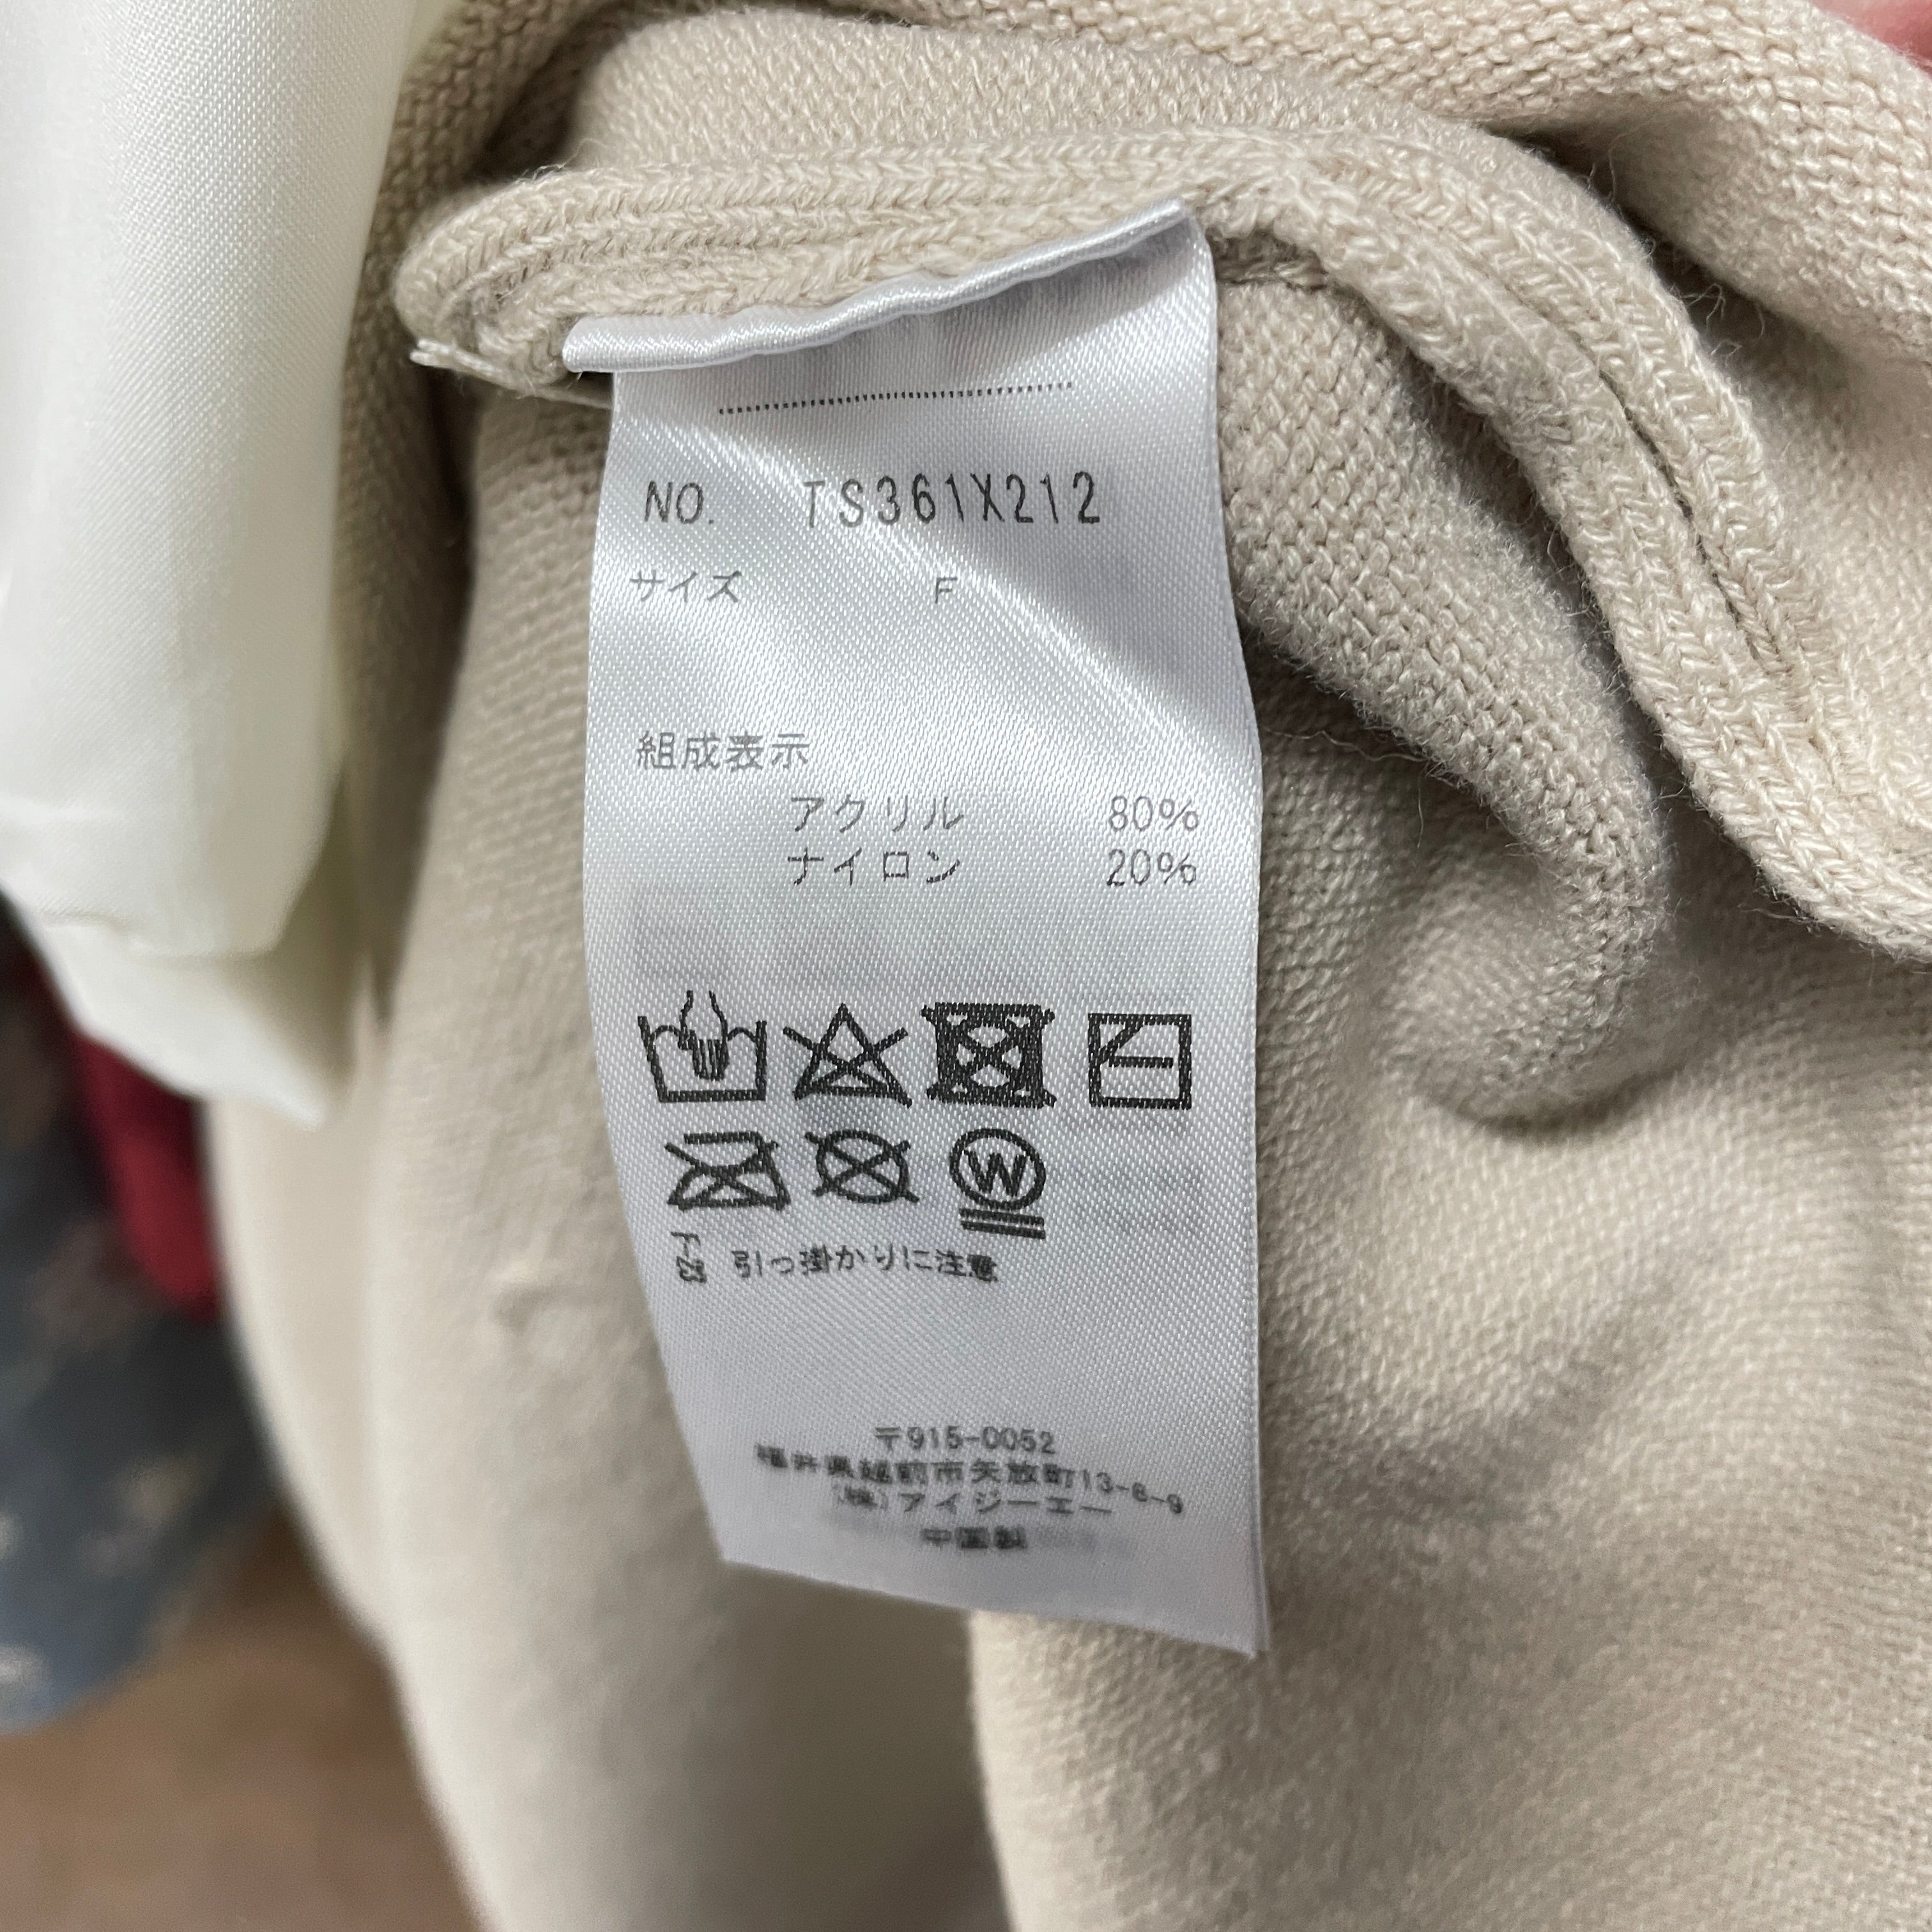 NO. TS361X212
サイズ F
組成表示
アクリル 80%
ナイロン 20%
W
引っ掛かりに注意
〒915-0052
福井県越前市矢放町13-8-9
(株)アイジーエー
中国製